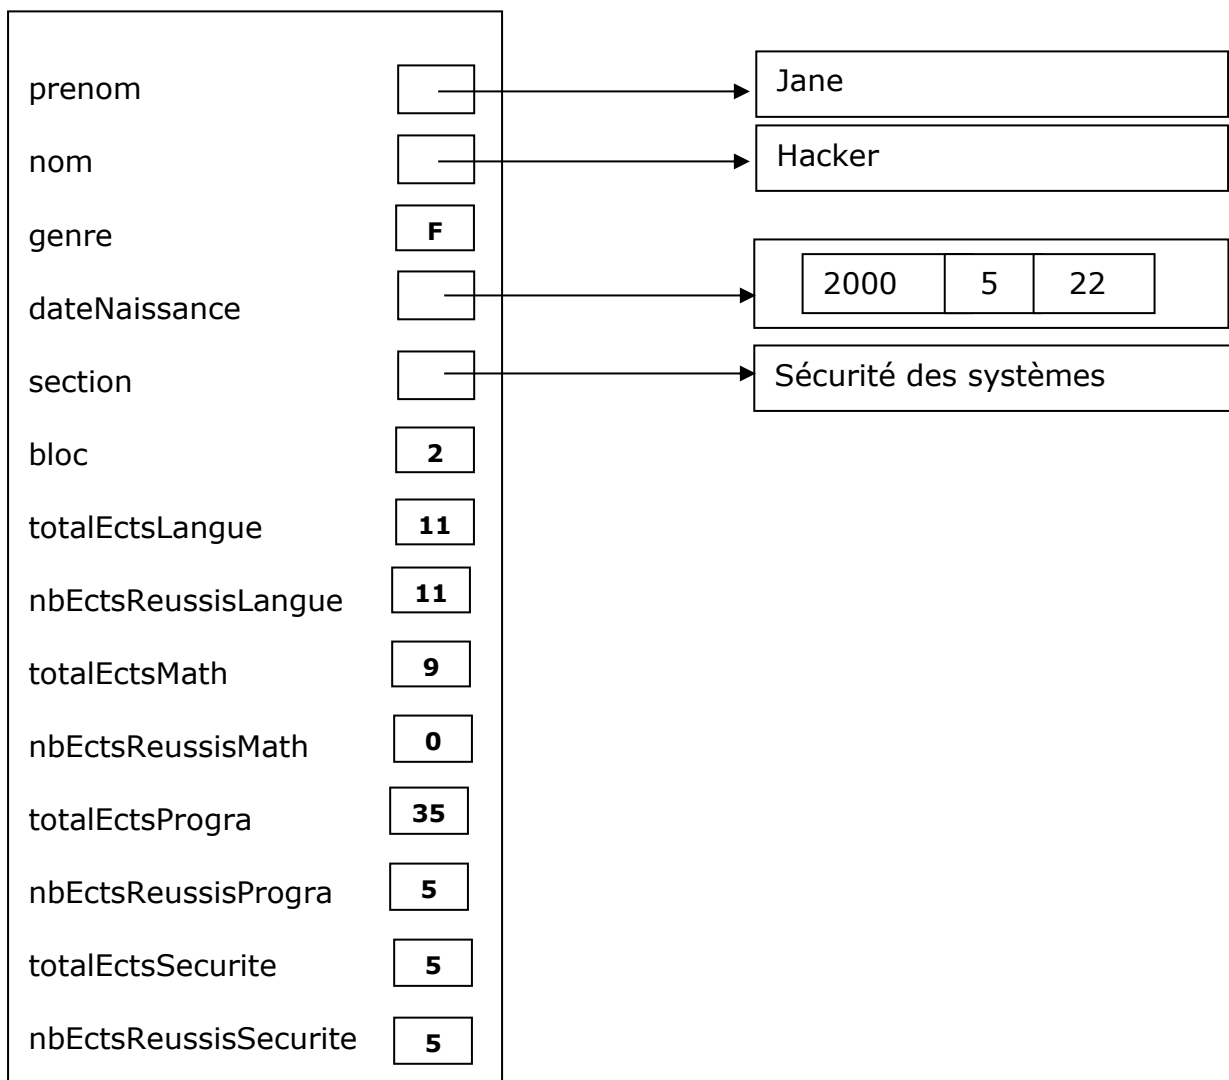 prenom Jane
nom Hacker
genre F
dateNaissance 2000 5 22
section Sécurité des systèmes
bloc 2
totalEctsLangue 11
nbEctsReussisLangue 11
totalEctsMath 9
nbEctsReussisMath 0
totalEctsProgra 35
nbEctsReussisProgra 5
totalEctsSecurite 5
nbEctsReussisSecurite 5